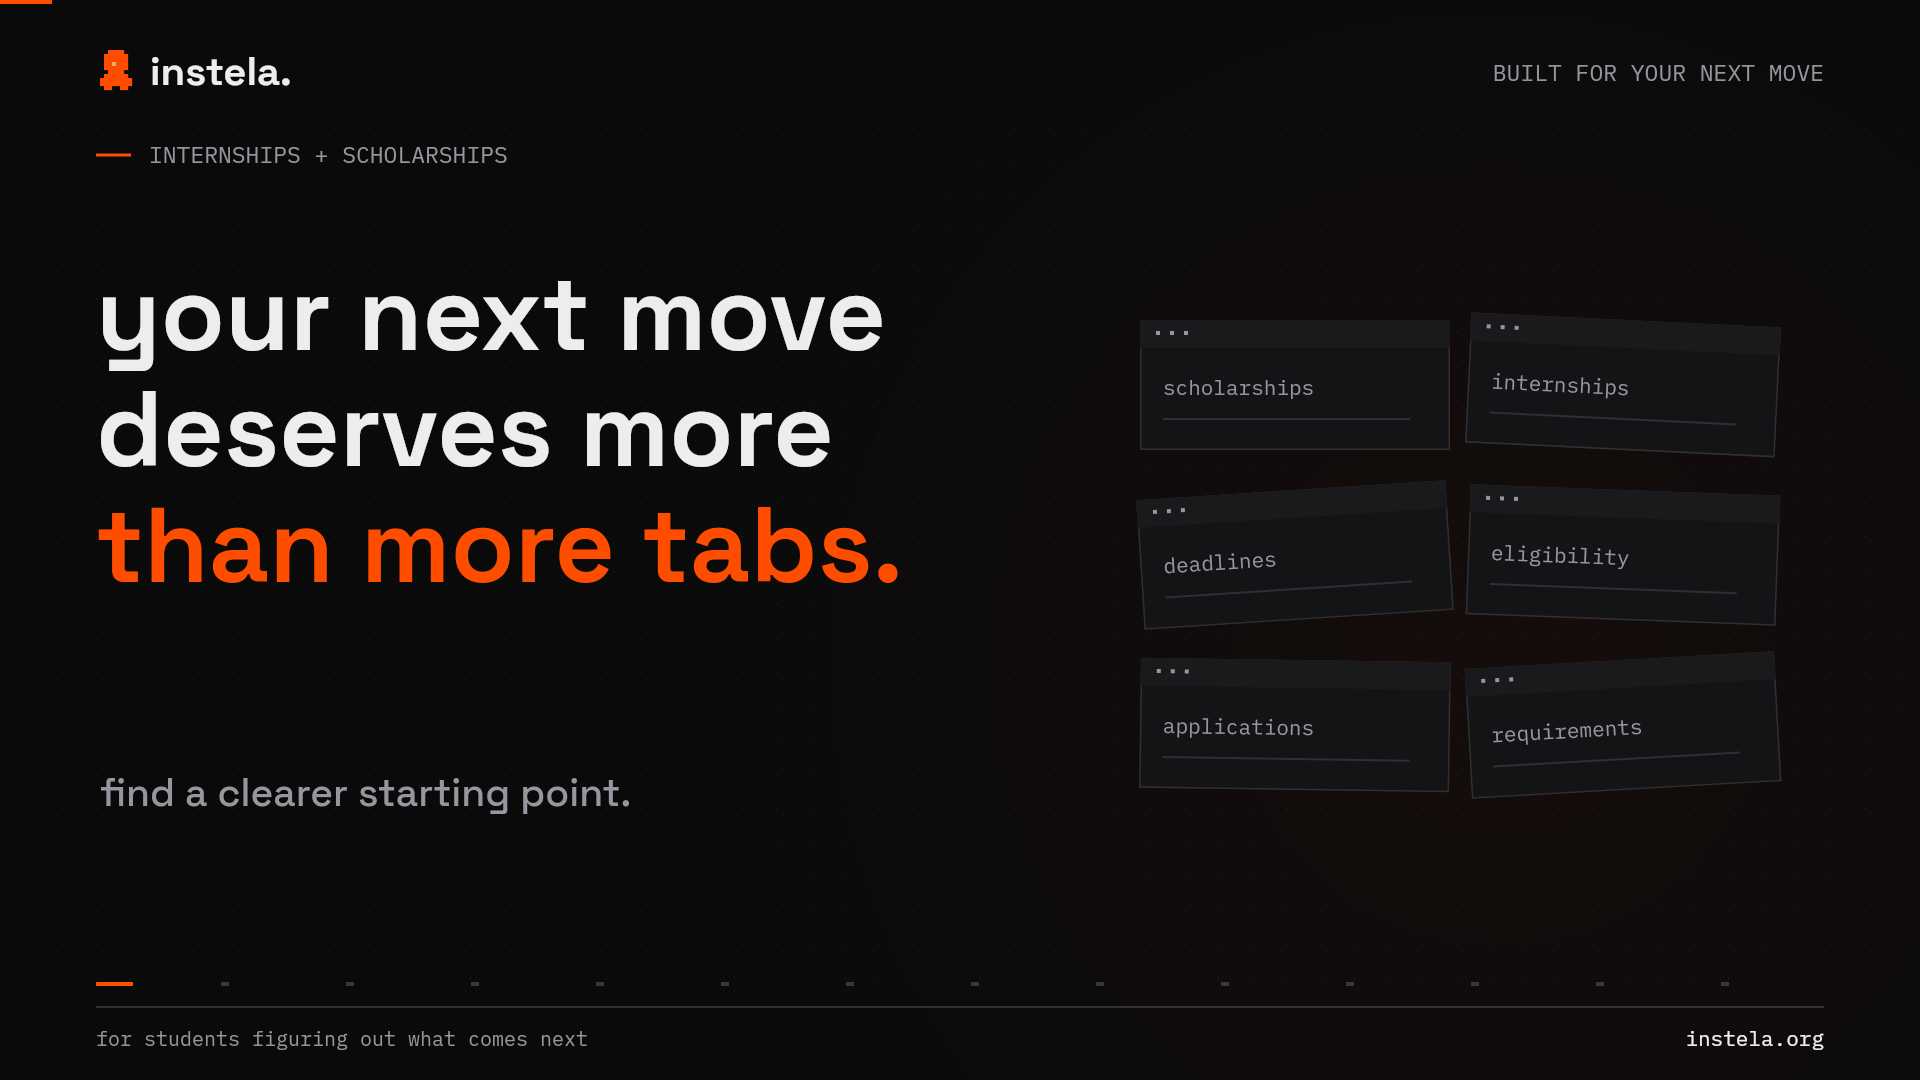 instela.
BUILT FOR YOUR NEXT MOVE
INTERNSHIPS + SCHOLARSHIPS
your next move
deserves more
than more tabs.
find a clearer starting point.
scholarships
internships
deadlines
eligibility
applications
requirements
for students figuring out what comes next
instela.org